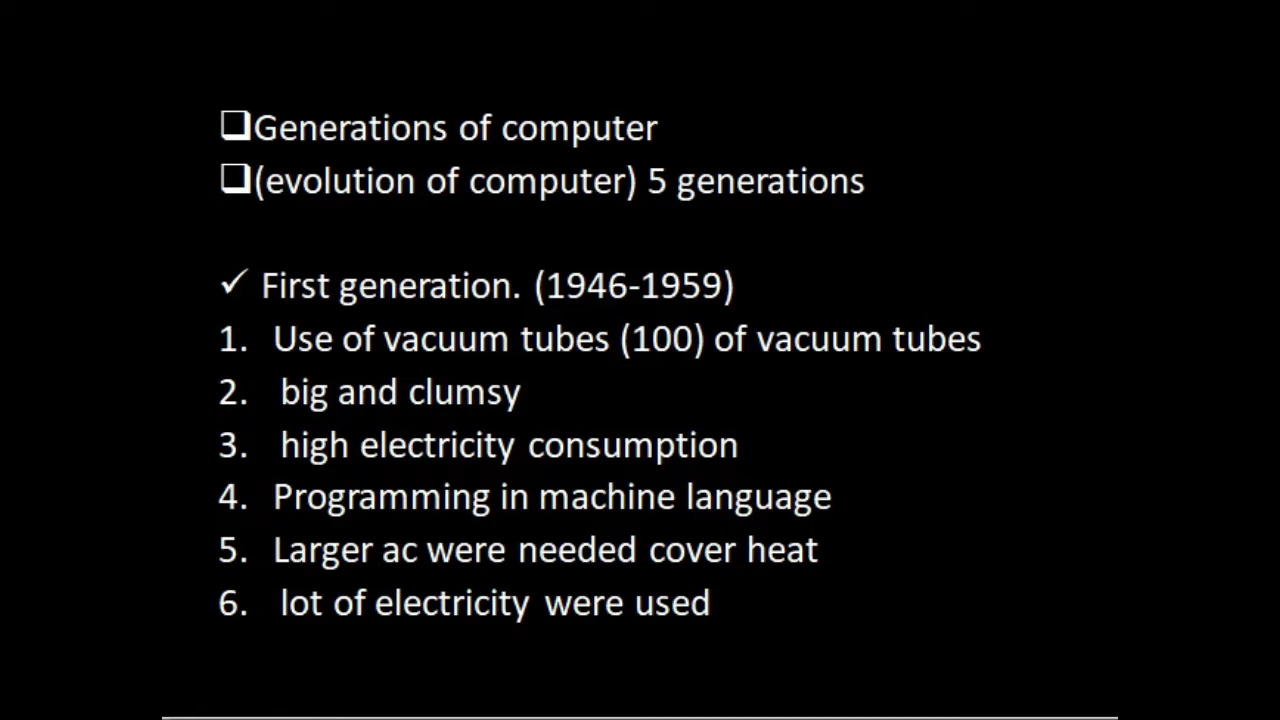 ❑Generations of computer
❑(evolution of computer) 5 generations
✓ First generation. (1946-1959)
1. Use of vacuum tubes (100) of vacuum tubes
2. big and clumsy
3. high electricity consumption
4. Programming in machine language
5. Larger ac were needed cover heat
6. lot of electricity were used